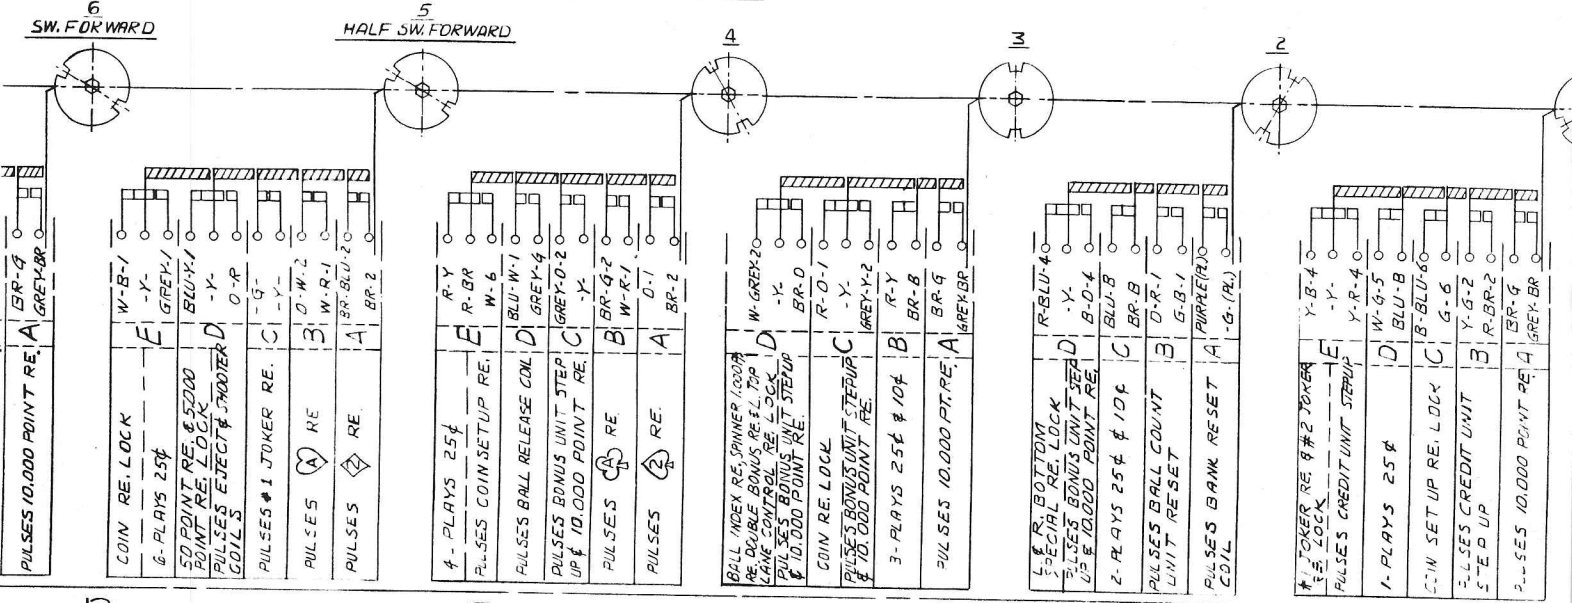 6
SW. FORWARD
5
HALF SW. FORWARD
4
3
2
BR-G
GREY-BR
A
PULSES 10,000 POINT RE.
W-B-1
-Y-
GREY-1
E
COIN RE. LOCK
6-PLAYS 25¢
BLU-Y-1
-Y-
O-R
D
50 POINT RE. & 5,000
POINT RE. LOCK
PULSES EJECT & SHOOTER
COILS
-G-
-Y-
C
PULSES #1 JOKER RE.
O-W-2
W-R-1
B
PULSES A RE
BR-BLU-2
BR-2
A
PULSES 2 RE.
R-Y
R-BR
W-6
E
4-PLAYS 25¢
PULSES COIN SETUP RE.
BLU-W-1
GREY-G
D
PULSES BALL RELEASE COIL
GREY-O-2
-Y-
C
PULSES BONUS UNIT STEP
UP & 10,000 POINT RE.
BR-G-2
W-R-1
B
PULSES A RE.
O-1
BR-2
A
PULSES 2 RE.
W-GREY-2
-Y-
BR-O
D
BALL INDEX RE, SPINNER 1,000 Pt
RE. DOUBLE BONUS RE & L. TOP
LANE CONTROL RE. LOCK
PULSES BONUS UNIT STEPUP
& 10,000 POINT RE.
R-O-1
-Y-
GREY-Y-2
C
COIN RE. LOCK
PULSES BONUS UNIT STEPUP
& 10,000 POINT RE.
R-Y
BR-B
B
3-PLAYS 25¢ & 10¢
BR-G
GREY-BR
A
PULSES 10,000 PT. RE.
R-BLU-4
-Y-
B-O-4
D
L & R. BOTTOM
SPECIAL RE. LOCK
PULSES BONUS UNIT STEP
UP & 10,000 POINT RE.
BLU-B
BR-B
C
2-PLAYS 25¢ & 10¢
O-R-1
G-B-1
B
PULSES BALL COUNT
UNIT RESET
PURPLE(PL)
-G-(PL)
A
PULSES BANK RESET
COIL
Y-B-4
-Y-
Y-R-4
E
#1 JOKER RE. & #2 JOKER
RE. LOCK
PULSES CREDIT UNIT STEPUP
W-G-5
BLU-B
D
1-PLAYS 25¢
B-BLU-6
G-6
C
COIN SET UP RE. LOCK
Y-G-2
R-BR-2
B
PULSES CREDIT UNIT
STEP UP
BR-G
GREY-BR
A
PULSES 10,000 POINT RE